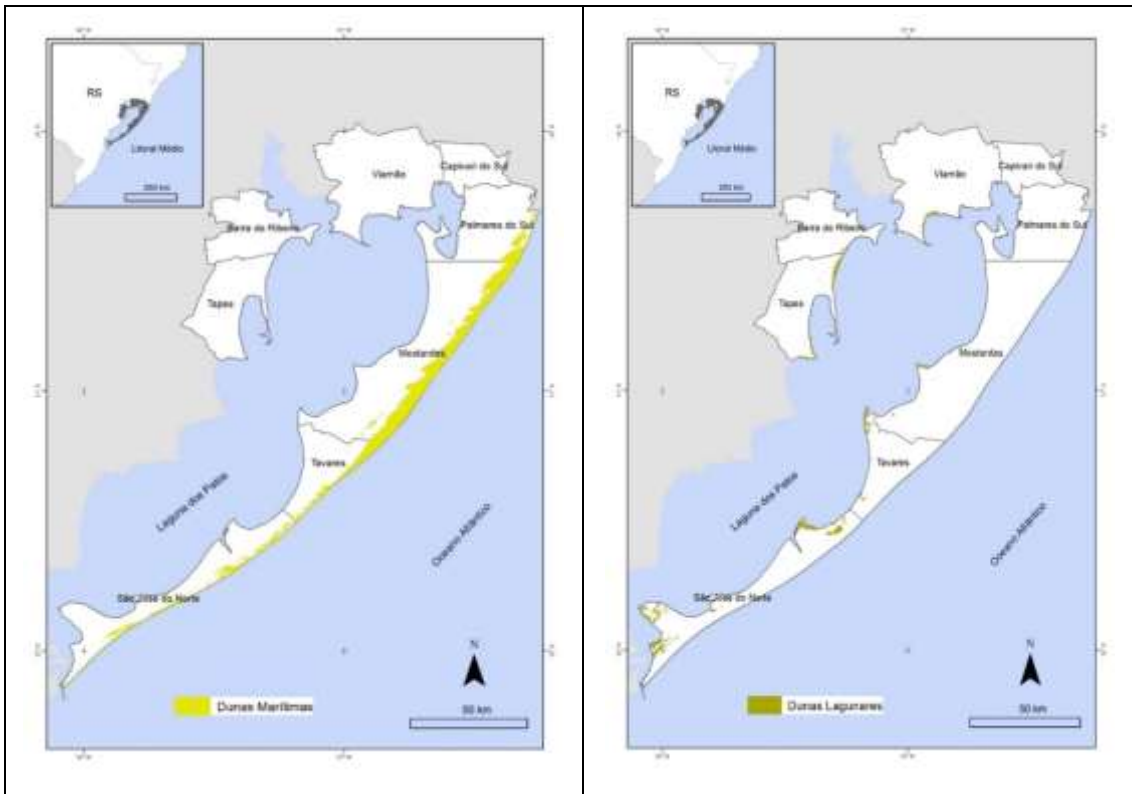 RS
Litoral Médio
Viamão
Capivari do Sul
Palmares do Sul
Barra do Ribeiro
Tapes
Mostardas
Tavares
Laguna dos Patos
Oceano Atlântico
São José do Norte
N
Dunas Marítimas
50 km
RS
Litoral Médio
Viamão
Capivari do Sul
Palmares do Sul
Barra do Ribeiro
Tapes
Mostardas
Tavares
Laguna dos Patos
Oceano Atlântico
São José do Norte
N
Dunas Lagunares
50 km